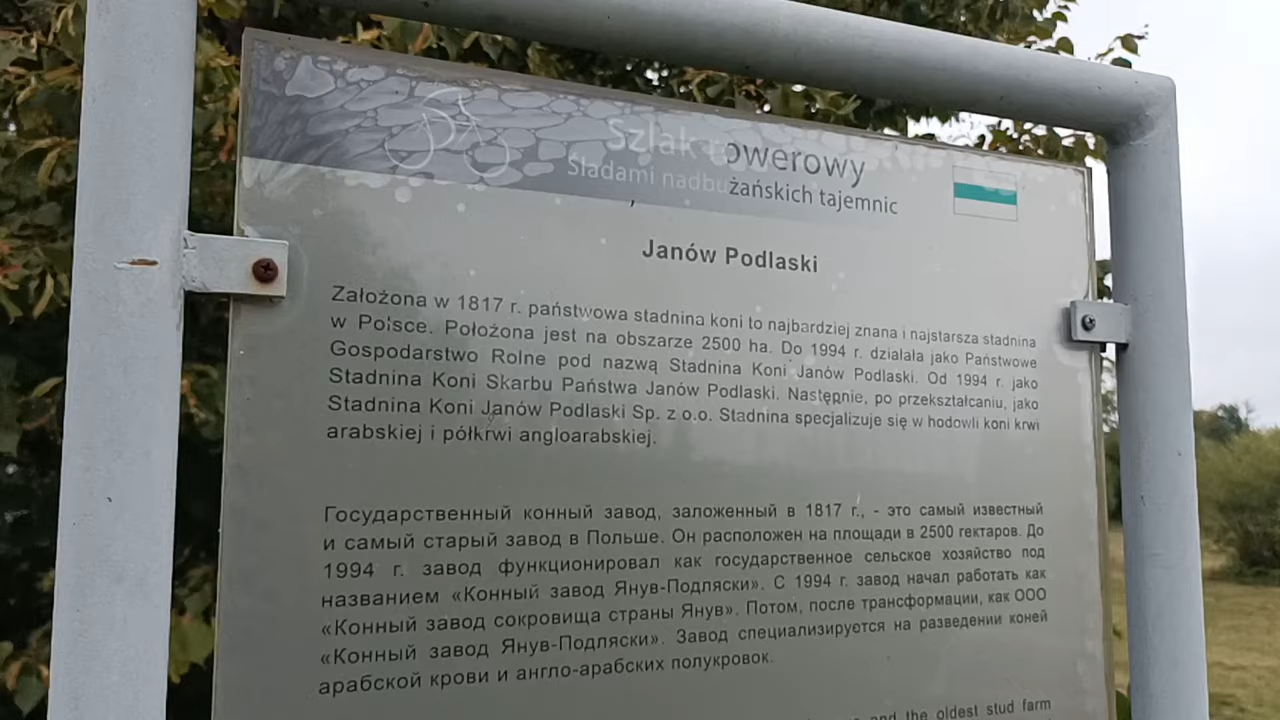 Szlak rowerowy
Śladami nadbużańskich tajemnic
Janów Podlaski
Założona w 1817 r. państwowa stadnina koni to najbardziej znana i najstarsza stadnina
w Polsce. Położona jest na obszarze 2500 ha. Do 1994 r. działała jako Państwowe
Gospodarstwo Rolne pod nazwą Stadnina Koni Janów Podlaski. Od 1994 r. jako
Stadnina Koni Skarbu Państwa Janów Podlaski. Następnie, po przekształcaniu, jako
Stadnina Koni Janów Podlaski Sp. z o.o. Stadnina specjalizuje się w hodowli koni krwi
arabskiej i półkrwi angloarabskiej.
Государственный конный завод, заложенный в 1817 г., - это самый известный
и самый старый завод в Польше. Он расположен на площади в 2500 гектаров. До
1994 г. завод функционировал как государственное сельское хозяйство под
названием «Конный завод Янув-Подляски». С 1994 г. завод начал работать как
«Конный завод сокровища страны Янув». Потом, после трансформации, как ООО
«Конный завод Янув-Подляски». Завод специализируется на разведении коней
арабской крови и англо-арабских полукровок.
and the oldest stud farm